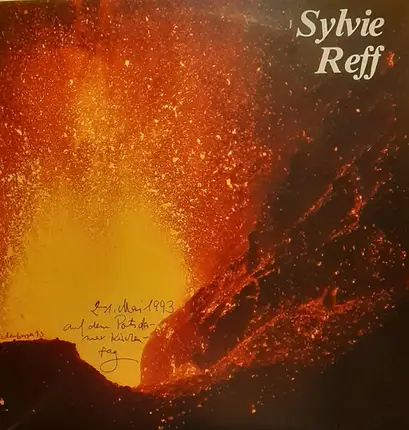 Sylvie
Reff
21. Mai 1993
auf dem Potsda-
mer Kirchen-
tag